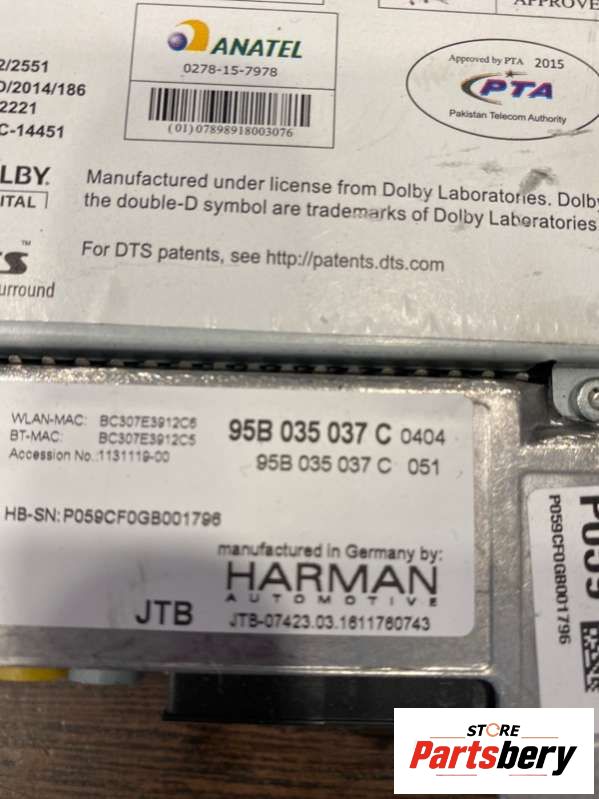 APPROVE
ANATEL
0278-15-7978
(01)07898918003076
Approved by PTA 2015
PTA
Pakistan Telecom Authority
2/2551
D/2014/186
2221
C-14451
LBY.
ITAL
Manufactured under license from Dolby Laboratories. Dolby
the double-D symbol are trademarks of Dolby Laboratories
TM
For DTS patents, see http://patents.dts.com
urround
WLAN-MAC: BC307E3912C6
BT-MAC: BC307E3912C5
Accession No.:1131119-00
95B 035 037 C 0404
95B 035 037 C 051
HB-SN: P059CF0GB001796
manufactured in Germany by:
HARMAN
AUTOMOTIVE
JTB
JTB-07423.03.1611760743
P059
P059CF0GB001796
STORE
Partsbery